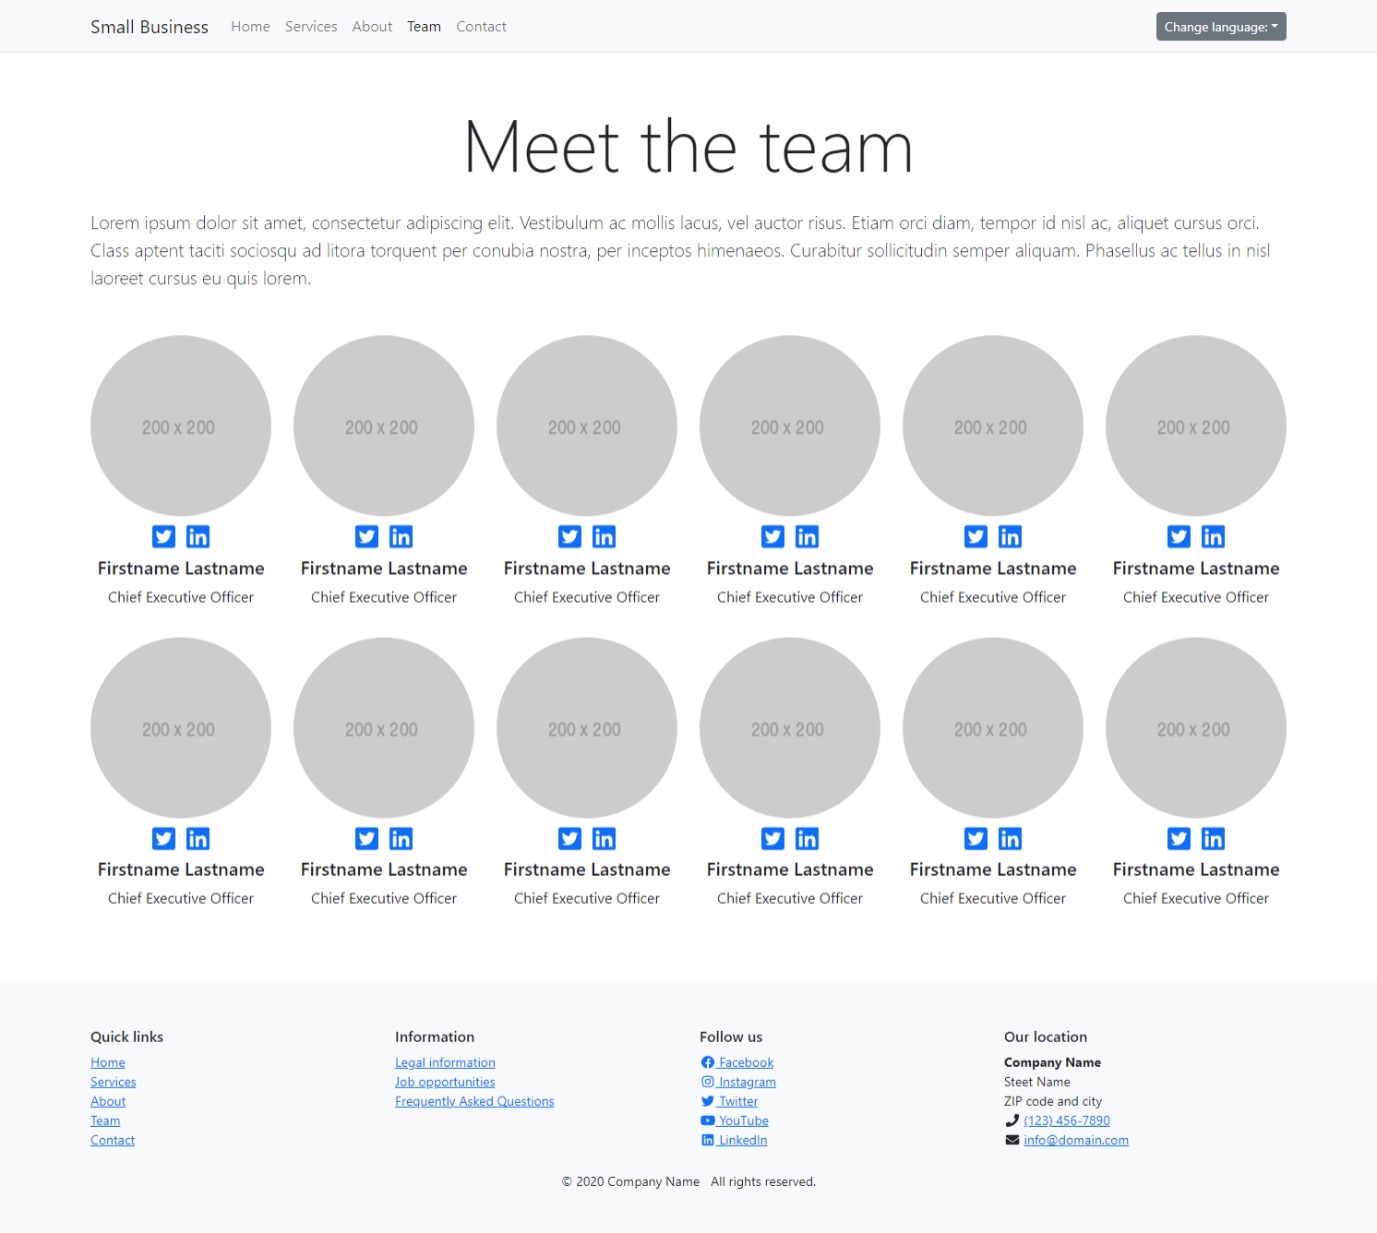 Small Business Home Services About Team Contact Change language:
Meet the team
Lorem ipsum dolor sit amet, consectetur adipiscing elit. Vestibulum ac mollis lacus, vel auctor risus. Etiam orci diam, tempor id nisl ac, aliquet cursus orci.
Class aptent taciti sociosqu ad litora torquent per conubia nostra, per inceptos himenaeos. Curabitur sollicitudin semper aliquam. Phasellus ac tellus in nisl
laoreet cursus eu quis lorem.
200 x 200 200 x 200 200 x 200 200 x 200 200 x 200 200 x 200
Firstname Lastname Firstname Lastname Firstname Lastname Firstname Lastname Firstname Lastname Firstname Lastname
Chief Executive Officer Chief Executive Officer Chief Executive Officer Chief Executive Officer Chief Executive Officer Chief Executive Officer
200 x 200 200 x 200 200 x 200 200 x 200 200 x 200 200 x 200
Firstname Lastname Firstname Lastname Firstname Lastname Firstname Lastname Firstname Lastname Firstname Lastname
Chief Executive Officer Chief Executive Officer Chief Executive Officer Chief Executive Officer Chief Executive Officer Chief Executive Officer
Quick links
Home
Services
About
Team
Contact
Information
Legal information
Job opportunities
Frequently Asked Questions
Follow us
Facebook
Instagram
Twitter
YouTube
LinkedIn
Our location
Company Name
Steet Name
ZIP code and city
(123) 456-7890
info@domain.com
© 2020 Company Name All rights reserved.